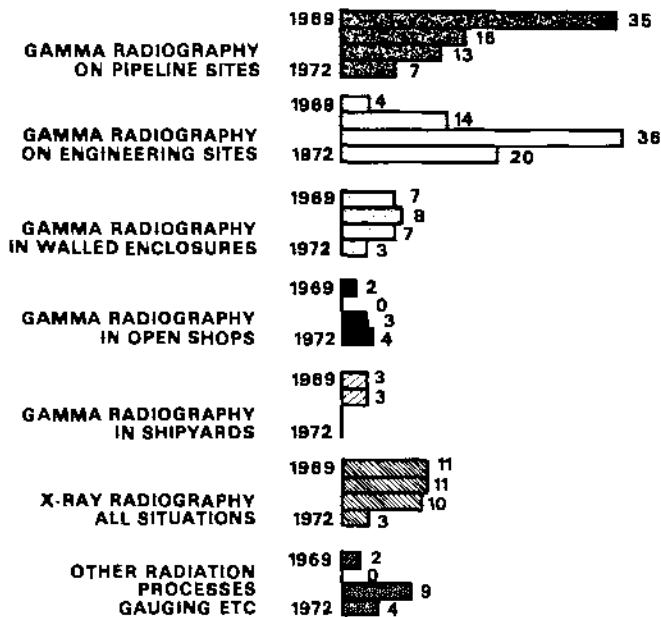 1969 35
16
GAMMA RADIOGRAPHY 13
ON PIPELINE SITES 1972 7
1969 4
14
GAMMA RADIOGRAPHY 36
ON ENGINEERING SITES 1972 20
1969 7
8
GAMMA RADIOGRAPHY 7
IN WALLED ENCLOSURES 1972 3
1969 2
0
GAMMA RADIOGRAPHY 3
IN OPEN SHOPS 1972 4
1969 3
3
GAMMA RADIOGRAPHY
IN SHIPYARDS 1972
1969 11
11
X-RAY RADIOGRAPHY 10
ALL SITUATIONS 1972 3
1969 2
OTHER RADIATION 0
PROCESSES 9
GAUGING ETC 1972 4